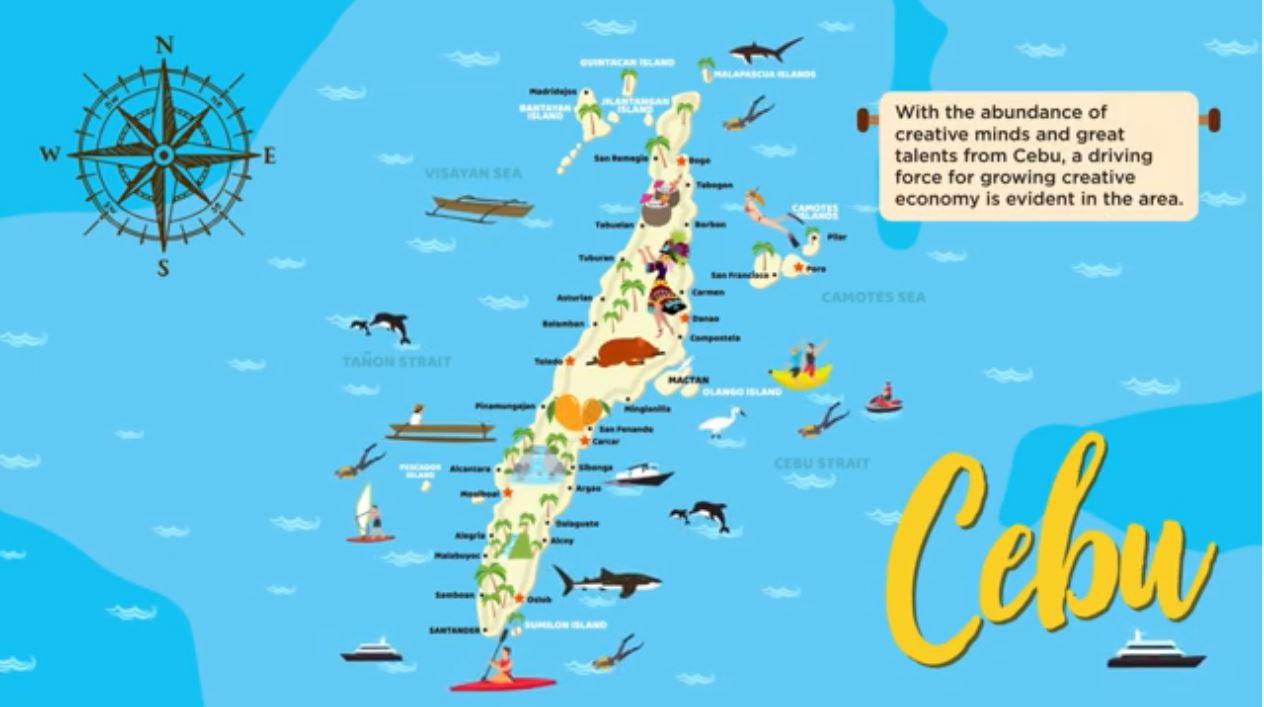 N
W
E
S
GUINTACAN ISLAND
MALAPASCUA ISLANDS
Madridejos
BANTAYAN
ISLAND
JILANTANGAN
ISLAND
With the abundance of
creative minds and great
talents from Cebu, a driving
force for growing creative
economy is evident in the area.
San Remegio
Bogo
VISAYAN SEA
Tabogon
CAMOTES
ISLANDS
Tabuelan
Borbon
Pilar
Tuburan
San Francisco
Poro
Asturias
Carmen
CAMOTES SEA
Balamban
Danao
Compostela
TAÑON STRAIT
Toledo
MACTAN
OLANGO ISLAND
Pinamungajan
Minglanilla
San Fenando
Carcar
PESCADOR
ISLAND
Alcantara
Sibonga
CEBU STRAIT
Moalboal
Argao
Dalaguete
Alegria
Alcoy
Malabuyoc
Samboan
Oslob
SANTANDER
SUMILON ISLAND
Cebu